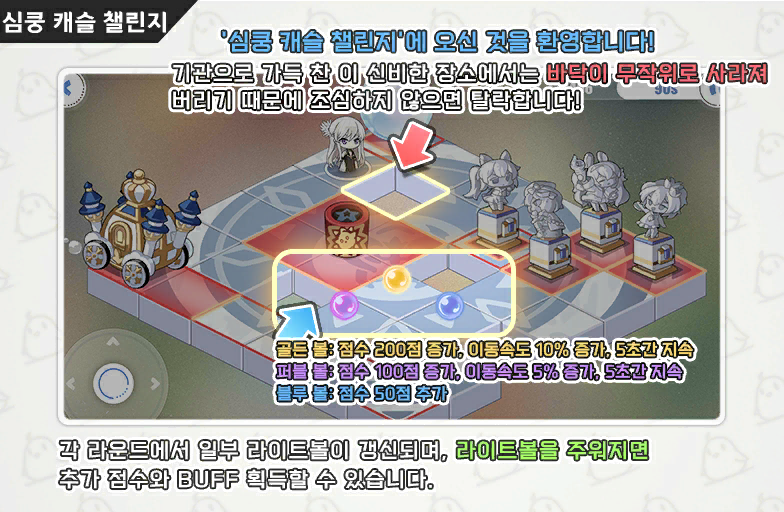 심쿵 캐슬 챌린지
'심쿵 캐슬 챌린지'에 오신 것을 환영합니다!
기관으로 가득 찬 이 신비한 장소에서는 바닥이 무작위로 사라져
버리기 때문에 조심하지 않으면 탈락합니다!
90s
골든 볼: 점수 200점 증가, 이동속도 10% 증가, 5초간 지속
퍼블 볼: 점수 100점 증가, 이동속도 5% 증가, 5초간 지속
블루 볼: 점수 50점 추가
각 라운드에서 일부 라이트볼이 갱신되며, 라이트볼을 주워지면
추가 점수와 BUFF 획득할 수 있습니다.